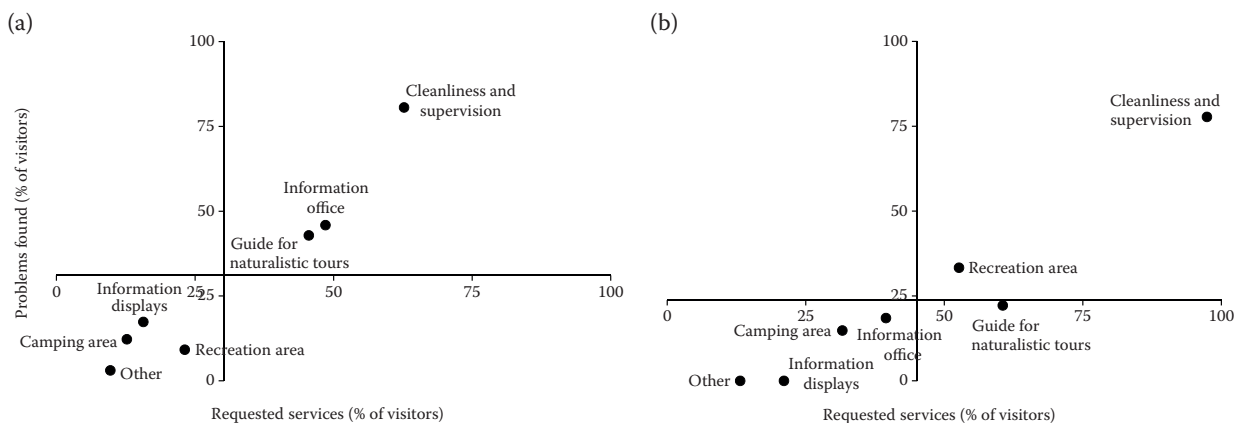 (a)
100
Cleanliness and
supervision
75
Information
office
50
Guide for
naturalistic tours
Problems found (% of visitors)
0
25
50
75
100
Information
displays
25
Camping area
Recreation area
Other
0
Requested services (% of visitors)
(b)
100
Cleanliness and
supervision
75
50
Recreation area
25
0
25
50
75
100
Camping area
Information
office
Guide for
naturalistic tours
Other
Information
displays
0
Requested services (% of visitors)